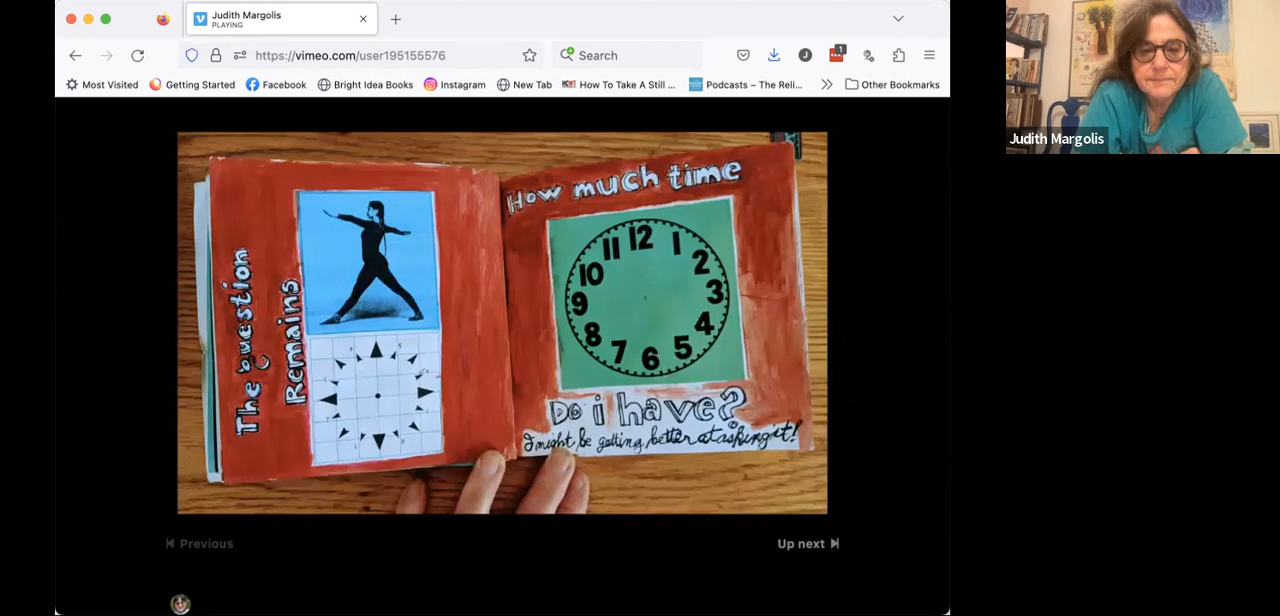 Judith Margolis
PLAYING
https://vimeo.com/user195155576
Search
1
Most Visited
Getting Started
Facebook
Bright Idea Books
Instagram
New Tab
How To Take A Still ...
Podcasts – The Reli...
Other Bookmarks
Judith Margolis
The Question
Remains
How much time
12
1
2
3
4
5
6
7
8
9
10
11
Do i have?
I might be getting better at asking it!
Previous
Up next